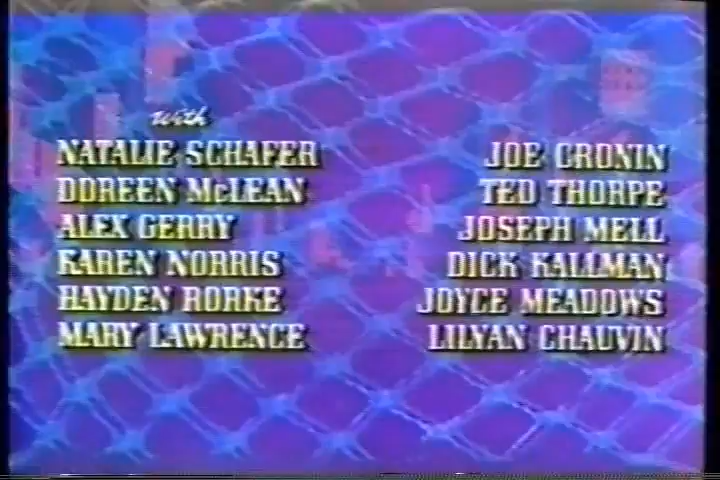 with
NATALIE SCHAFER
DOREEN McLEAN
ALEX GERRY
KAREN NORRIS
HAYDEN RORKE
MARY LAWRENCE
JOE CRONIN
TED THORPE
JOSEPH MELL
DICK KALLMAN
JOYCE MEADOWS
LILYAN CHAUVIN